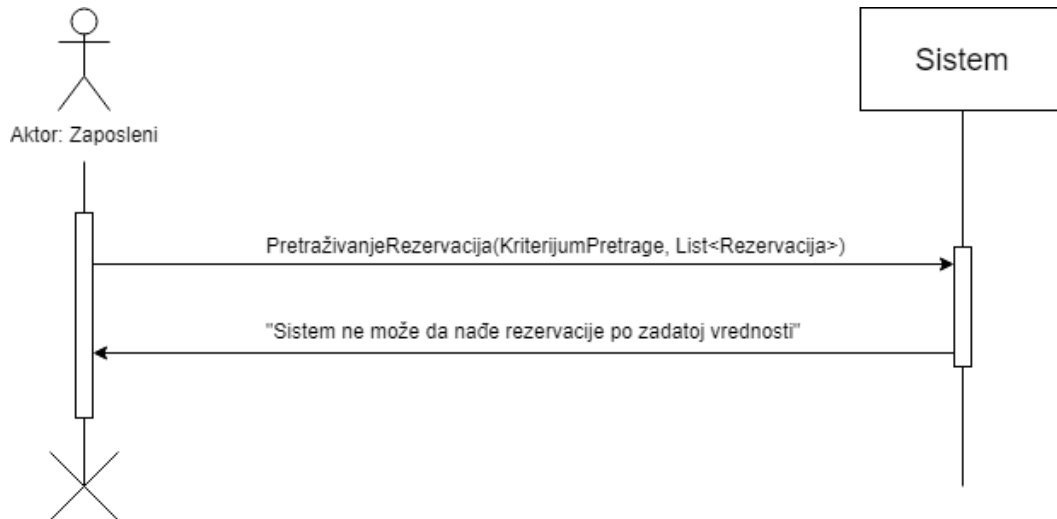 Sistem
Aktor: Zaposleni
PretraživanjeRezervacija(KriterijumPretrage, List<Rezervacija>)
"Sistem ne može da nađe rezervacije po zadatoj vrednosti"